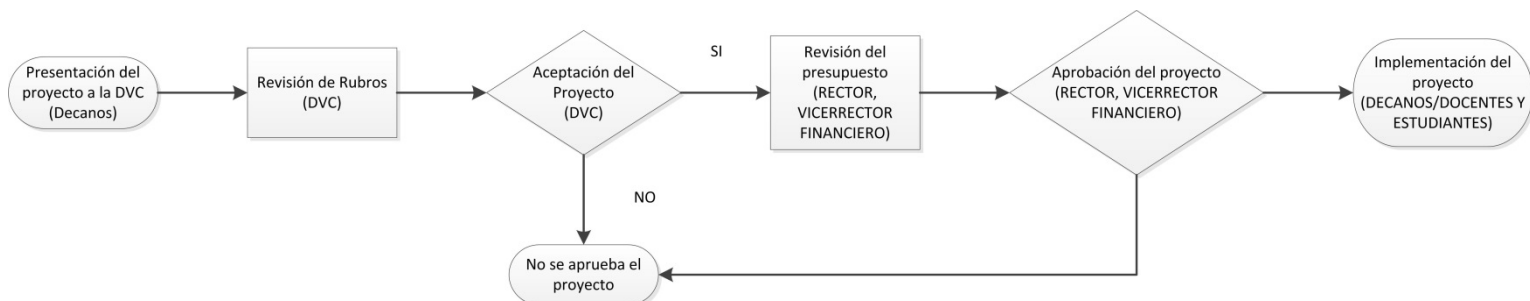 Presentación del
proyecto a la DVC
(Decanos)
Revisión de Rubros
(DVC)
Aceptación del
Proyecto
(DVC)
SI
Revisión del
presupuesto
(RECTOR,
VICERRECTOR
FINANCIERO)
Aprobación del proyecto
(RECTOR, VICERRECTOR
FINANCIERO)
Implementación del
proyecto
(DECANOS/DOCENTES Y
ESTUDIANTES)
NO
No se aprueba el
proyecto